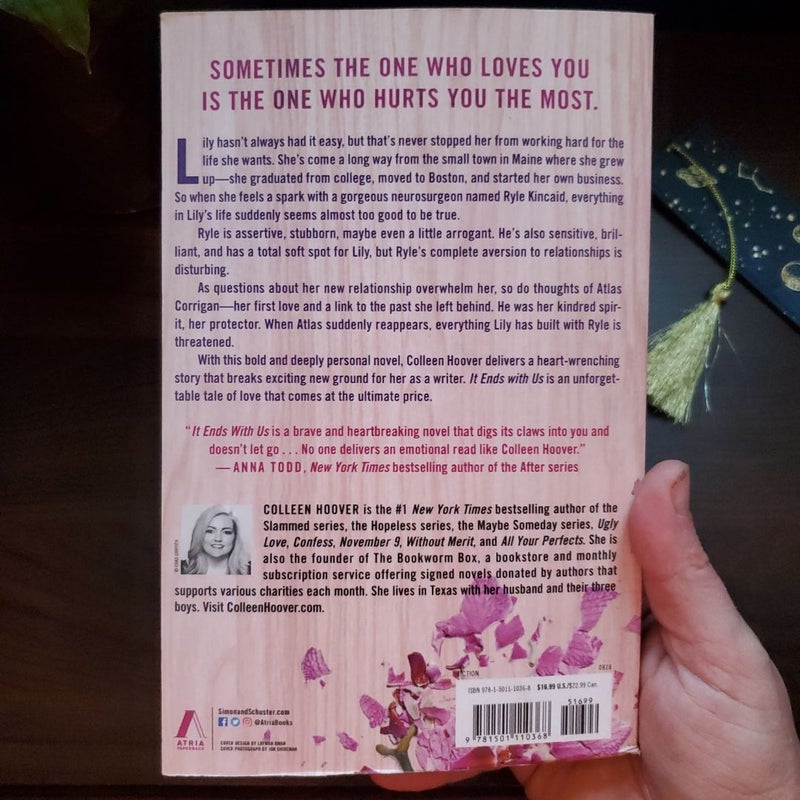 SOMETIMES THE ONE WHO LOVES YOU
IS THE ONE WHO HURTS YOU THE MOST.
Lily hasn't always had it easy, but that's never stopped her from working hard for the
life she wants. She's come a long way from the small town in Maine where she grew
up—she graduated from college, moved to Boston, and started her own business.
So when she feels a spark with a gorgeous neurosurgeon named Ryle Kincaid, everything
in Lily's life suddenly seems almost too good to be true.
Ryle is assertive, stubborn, maybe even a little arrogant. He's also sensitive, bril-
liant, and has a total soft spot for Lily, but Ryle's complete aversion to relationships is
disturbing.
As questions about her new relationship overwhelm her, so do thoughts of Atlas
Corrigan—her first love and a link to the past she left behind. He was her kindred spir-
it, her protector. When Atlas suddenly reappears, everything Lily has built with Ryle is
threatened.
With this bold and deeply personal novel, Colleen Hoover delivers a heart-wrenching
story that breaks exciting new ground for her as a writer. It Ends with Us is an unforget-
table tale of love that comes at the ultimate price.
"It Ends With Us is a brave and heartbreaking novel that digs its claws into you and
doesn't let go . . . No one delivers an emotional read like Colleen Hoover."
—ANNA TODD, New York Times bestselling author of the After series
COLLEEN HOOVER is the #1 New York Times bestselling author of the
Slammed series, the Hopeless series, the Maybe Someday series, Ugly
Love, Confess, November 9, Without Merit, and All Your Perfects. She is
also the founder of The Bookworm Box, a bookstore and monthly
subscription service offering signed novels donated by authors that
supports various charities each month. She lives in Texas with her husband and their three
boys. Visit ColleenHoover.com.
FICTION 0816
ISBN 978-1-5011-1036-8 $16.99 U.S./$22.99 Can.
51699
9 781501 110368
ATRIA
PAPERBACK
SimonandSchuster.com
@AtriaBooks
COVER DESIGN BY
COVER PHOTOGRAPH BY